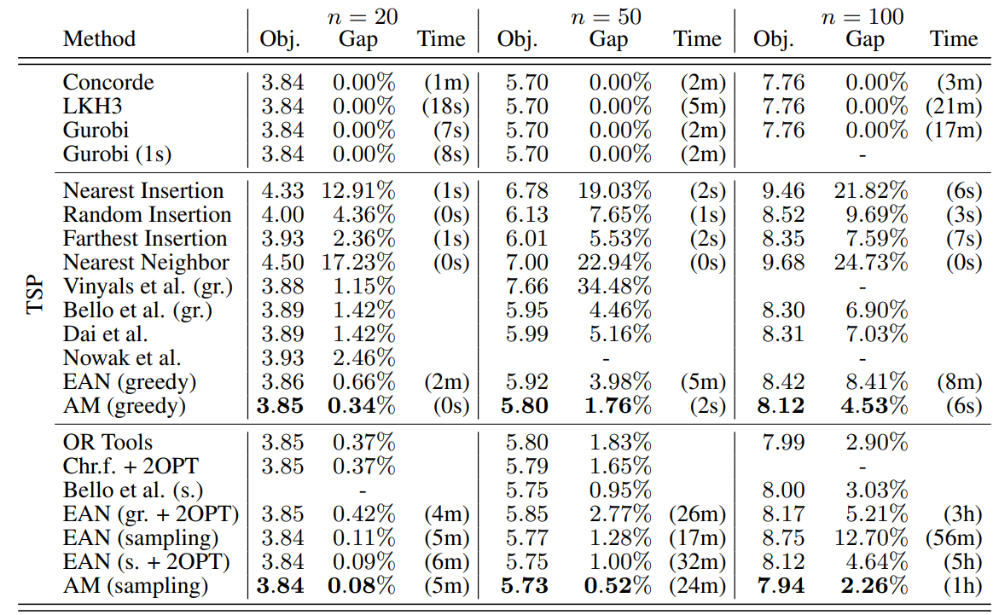 n = 20 n = 50 n = 100
Method Obj. Gap Time Obj. Gap Time Obj. Gap Time
Concorde 3.84 0.00% (1m) 5.70 0.00% (2m) 7.76 0.00% (3m)
LKH3 3.84 0.00% (18s) 5.70 0.00% (5m) 7.76 0.00% (21m)
Gurobi 3.84 0.00% (7s) 5.70 0.00% (2m) 7.76 0.00% (17m)
Gurobi (1s) 3.84 0.00% (8s) 5.70 0.00% (2m) -
Nearest Insertion 4.33 12.91% (1s) 6.78 19.03% (2s) 9.46 21.82% (6s)
Random Insertion 4.00 4.36% (0s) 6.13 7.65% (1s) 8.52 9.69% (3s)
Farthest Insertion 3.93 2.36% (1s) 6.01 5.53% (2s) 8.35 7.59% (7s)
Nearest Neighbor 4.50 17.23% (0s) 7.00 22.94% (0s) 9.68 24.73% (0s)
TSP
Vinyals et al. (gr.) 3.88 1.15% 7.66 34.48% -
Bello et al. (gr.) 3.89 1.42% 5.95 4.46% 8.30 6.90%
Dai et al. 3.89 1.42% 5.99 5.16% 8.31 7.03%
Nowak et al. 3.93 2.46% - -
EAN (greedy) 3.86 0.66% (2m) 5.92 3.98% (5m) 8.42 8.41% (8m)
AM (greedy) 3.85 0.34% (0s) 5.80 1.76% (2s) 8.12 4.53% (6s)
OR Tools 3.85 0.37% 5.80 1.83% 7.99 2.90%
Chr.f. + 2OPT 3.85 0.37% 5.79 1.65% -
Bello et al. (s.) - 5.75 0.95% 8.00 3.03%
EAN (gr. + 2OPT) 3.85 0.42% (4m) 5.85 2.77% (26m) 8.17 5.21% (3h)
EAN (sampling) 3.84 0.11% (5m) 5.77 1.28% (17m) 8.75 12.70% (56m)
EAN (s. + 2OPT) 3.84 0.09% (6m) 5.75 1.00% (32m) 8.12 4.64% (5h)
AM (sampling) 3.84 0.08% (5m) 5.73 0.52% (24m) 7.94 2.26% (1h)